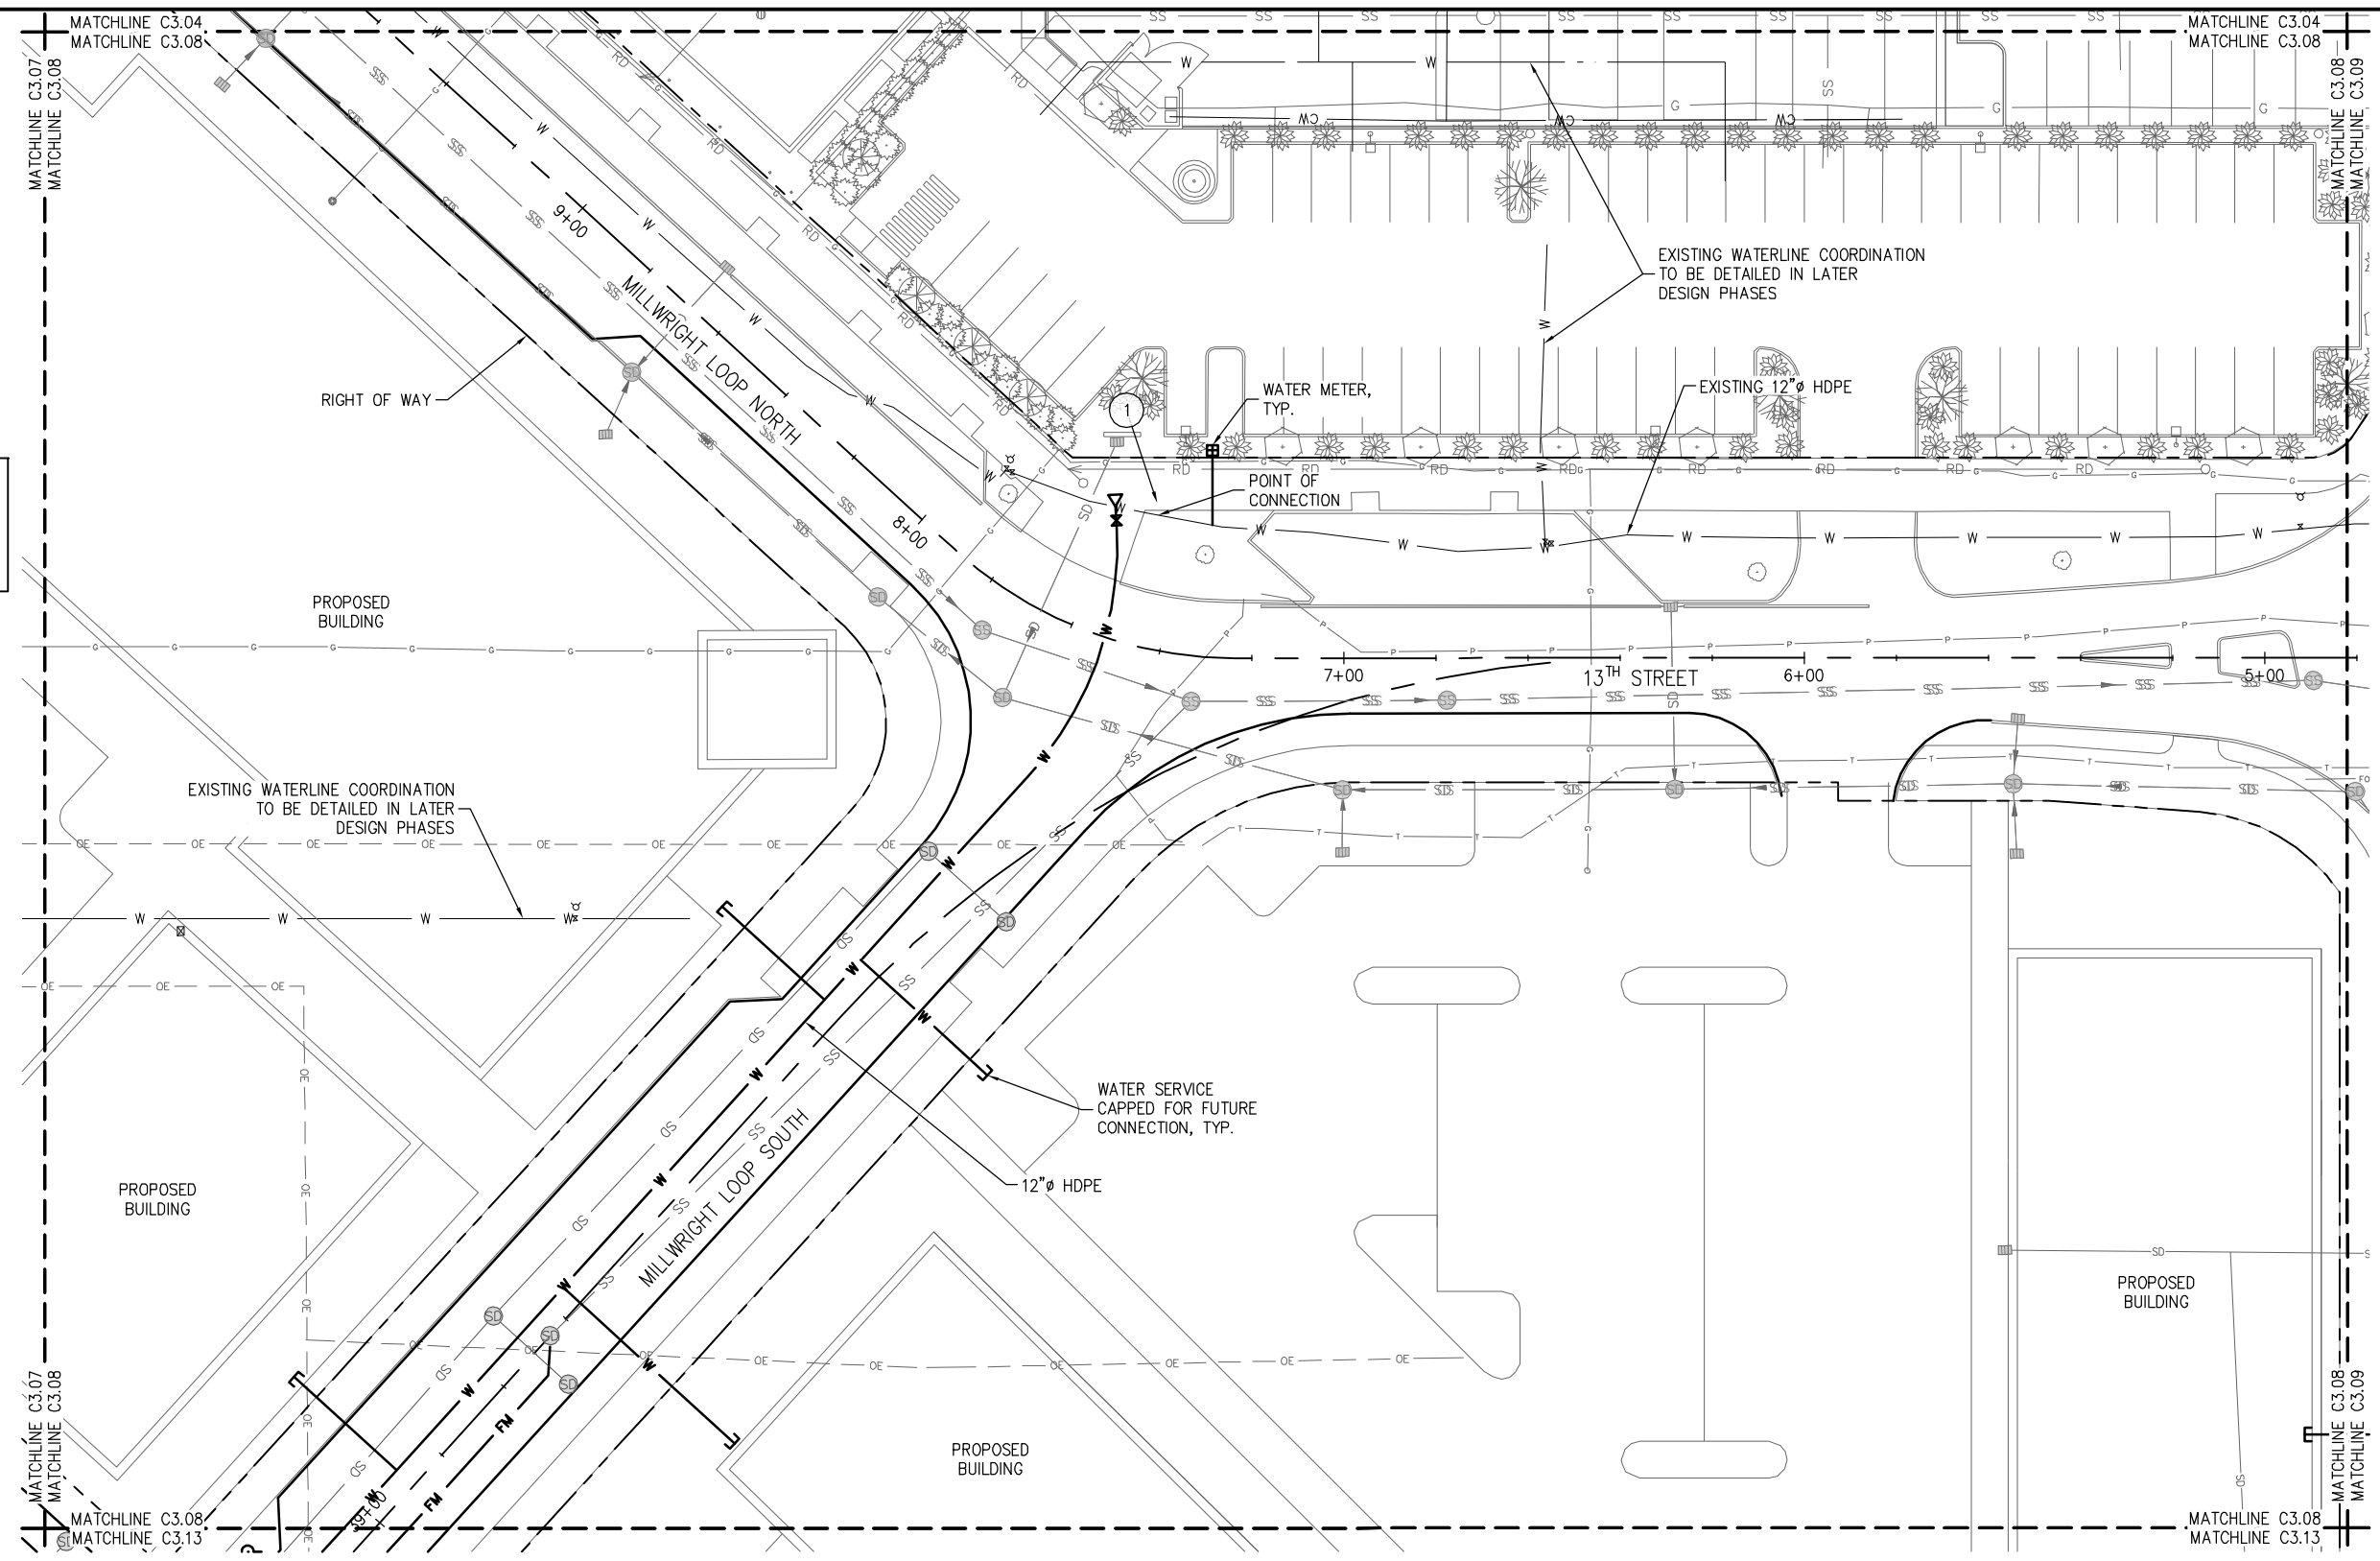 MATCHLINE C3.04
MATCHLINE C3.08
MATCHLINE C3.04
MATCHLINE C3.08
MATCHLINE C3.07
MATCHLINE C3.08
MATCHLINE C3.08
MATCHLINE C3.09
9+00
MILLWRIGHT LOOP NORTH
EXISTING WATERLINE COORDINATION
TO BE DETAILED IN LATER
DESIGN PHASES
RIGHT OF WAY
1
WATER METER,
TYP.
EXISTING 12"ø HDPE
POINT OF
CONNECTION
8+00
PROPOSED
BUILDING
7+00
13TH STREET
6+00
5+00
EXISTING WATERLINE COORDINATION
TO BE DETAILED IN LATER
DESIGN PHASES
WATER SERVICE
CAPPED FOR FUTURE
CONNECTION, TYP.
12"ø HDPE
MILLWRIGHT LOOP SOUTH
PROPOSED
BUILDING
PROPOSED
BUILDING
PROPOSED
BUILDING
39+00
MATCHLINE C3.07
MATCHLINE C3.08
MATCHLINE C3.08
MATCHLINE C3.09
MATCHLINE C3.08
MATCHLINE C3.13
MATCHLINE C3.08
MATCHLINE C3.13